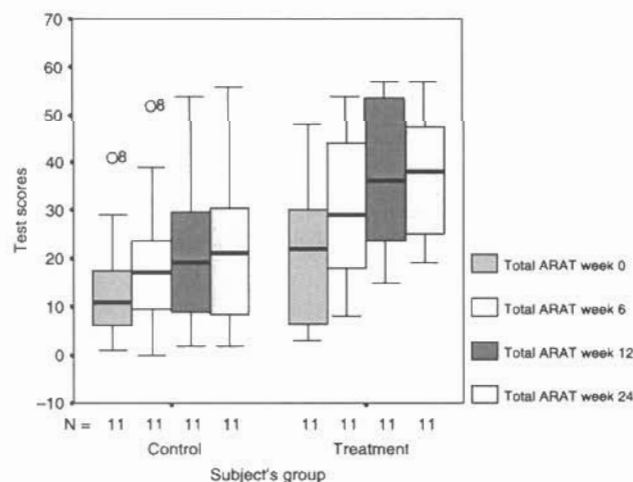 70
60
50
40
30
20
10
0
−10
Test scores
8
8
Total ARAT week 0
Total ARAT week 6
Total ARAT week 12
Total ARAT week 24
N = 11 11 11 11 11 11 11 11
Control Treatment
Subject's group